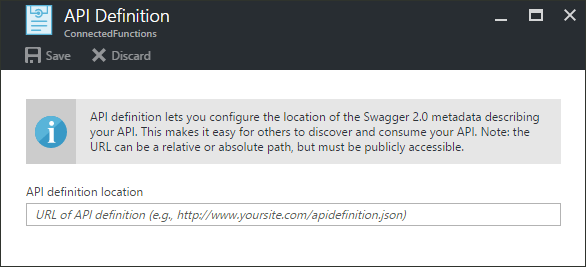 API Definition
ConnectedFunctions
Save Discard
API definition lets you configure the location of the Swagger 2.0 metadata describing
your API. This makes it easy for others to discover and consume your API. Note: the
URL can be a relative or absolute path, but must be publicly accessible.
API definition location
URL of API definition (e.g., http://www.yoursite.com/apidefinition.json)